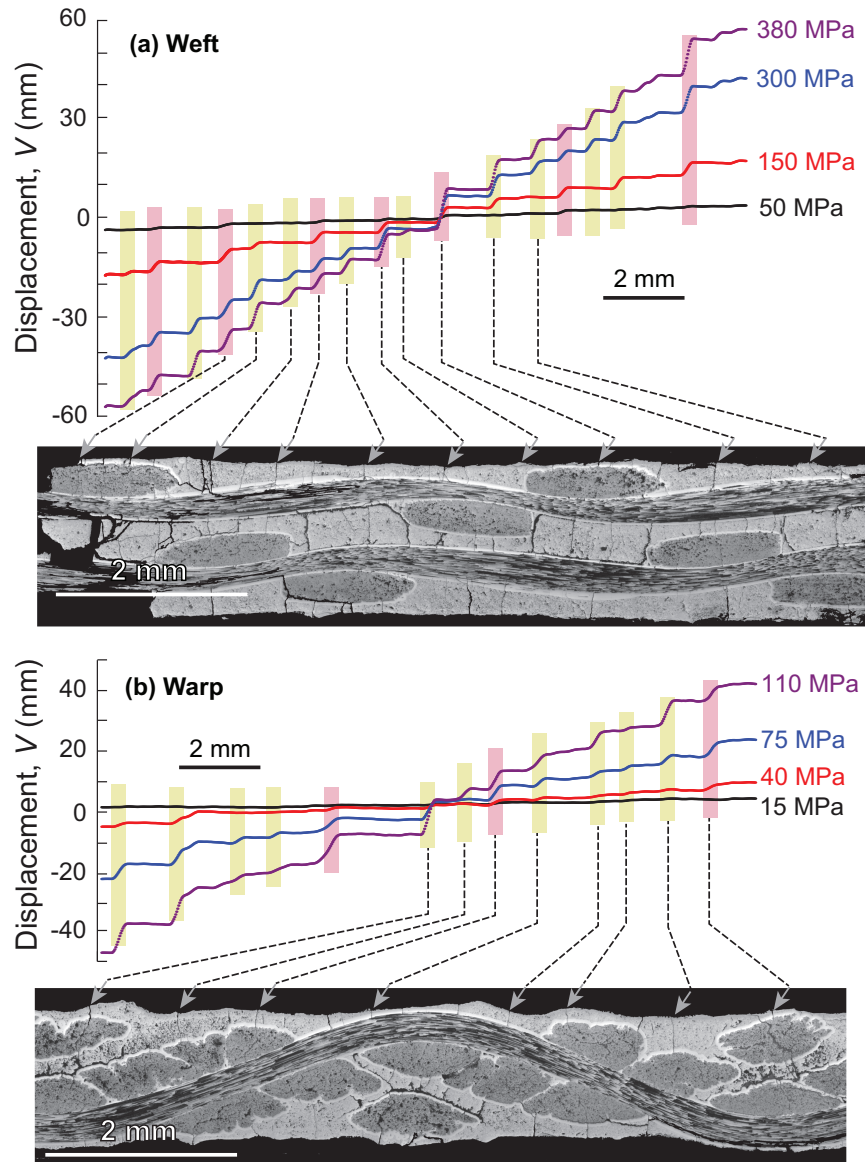 60
(a) Weft
380 MPa
300 MPa
30
150 MPa
50 MPa
0
2 mm
-30
-60
Displacement, V (mm)
2 mm
40
(b) Warp
110 MPa
2 mm
75 MPa
20
40 MPa
0
15 MPa
-20
-40
Displacement, V (mm)
2 mm